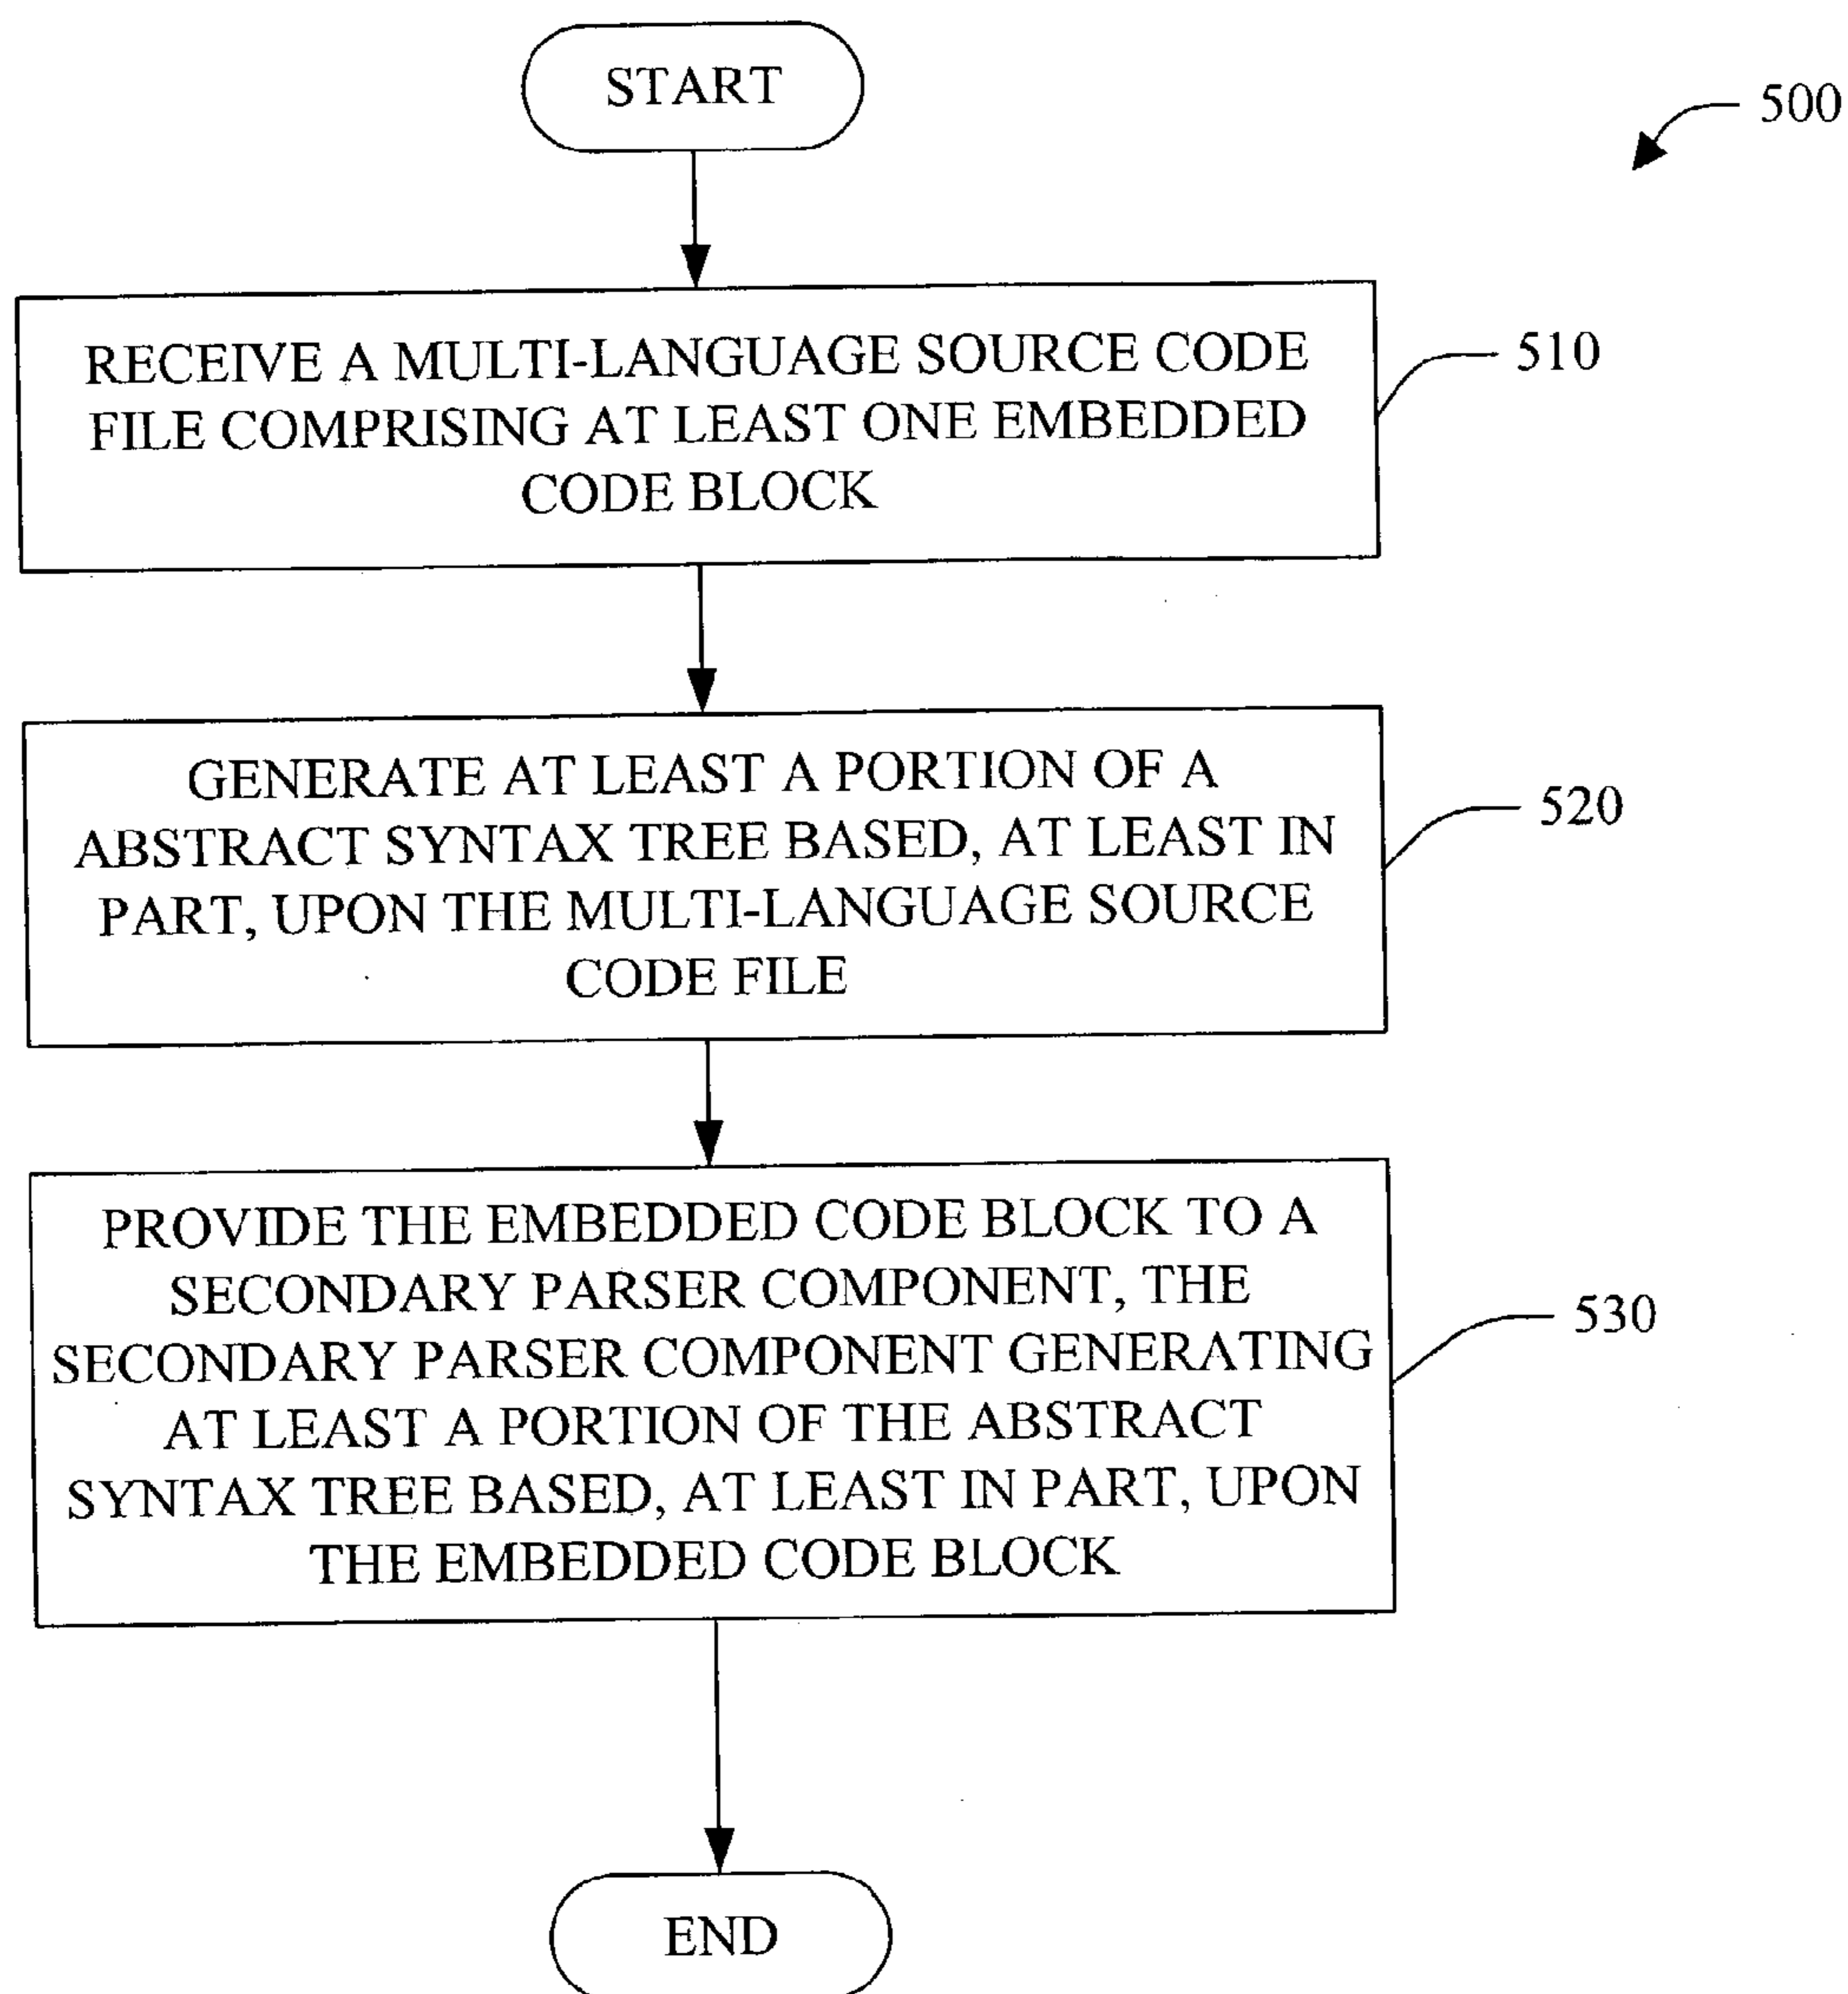 START
500
RECEIVE A MULTI-LANGUAGE SOURCE CODE
FILE COMPRISING AT LEAST ONE EMBEDDED
CODE BLOCK
510
GENERATE AT LEAST A PORTION OF A
ABSTRACT SYNTAX TREE BASED, AT LEAST IN
PART, UPON THE MULTI-LANGUAGE SOURCE
CODE FILE
520
PROVIDE THE EMBEDDED CODE BLOCK TO A
SECONDARY PARSER COMPONENT, THE
SECONDARY PARSER COMPONENT GENERATING
AT LEAST A PORTION OF THE ABSTRACT
SYNTAX TREE BASED, AT LEAST IN PART, UPON
THE EMBEDDED CODE BLOCK
530
END